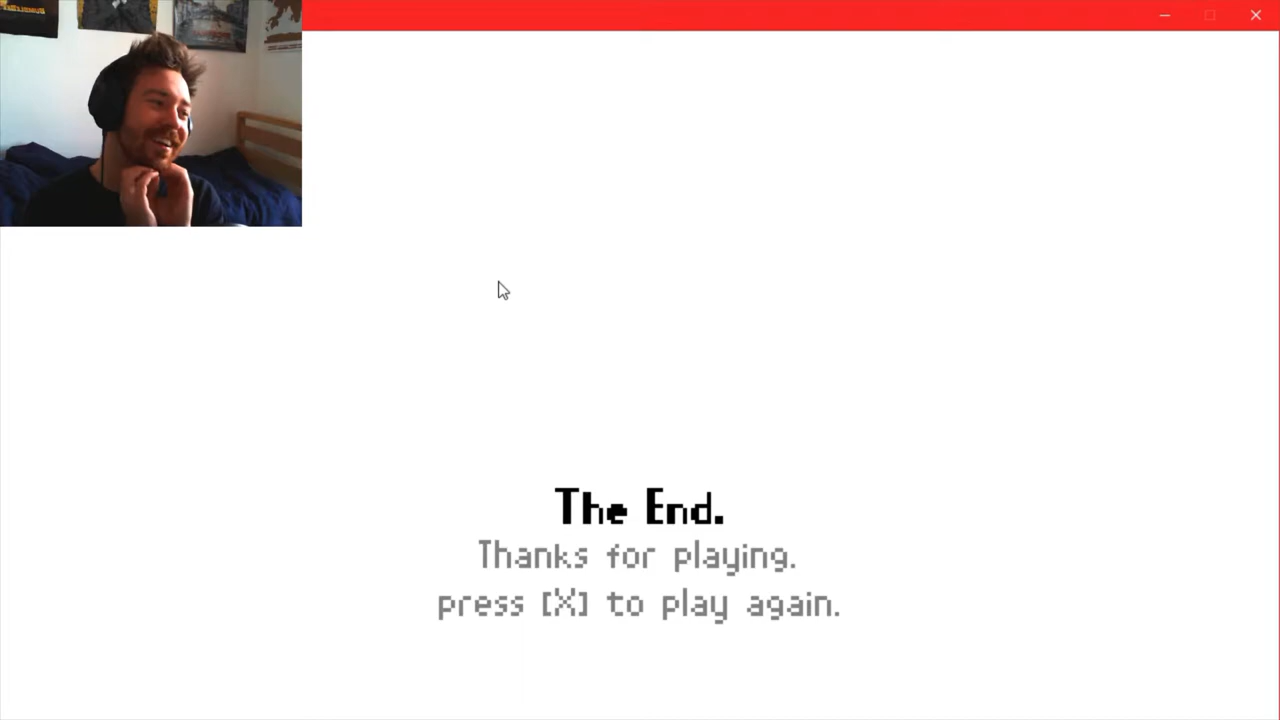 The End.
Thanks for playing.
press [X] to play again.